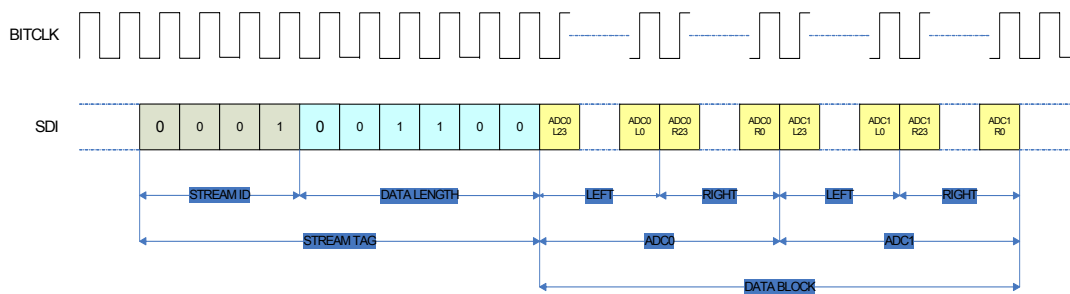 BITCLK
SDI
0 0 0 1 0 0 1 1 0 0 ADC0 ADC0 ADC0 ADC0 ADC1 ADC1 ADC1 ADC1
L23 L0 R23 R0 L23 L0 R23 R0
STREAM ID DATA LENGTH LEFT RIGHT LEFT RIGHT
STREAM TAG ADC0 ADC1
DATA BLOCK